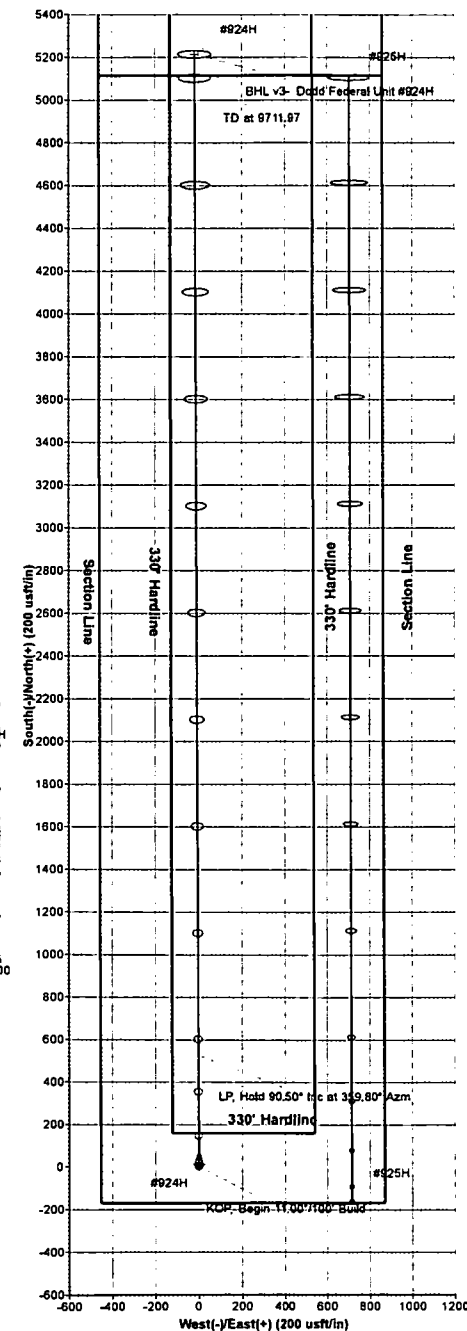 5400
#924H
5200
#925H
5000
BHL v3- Dodd Federal Unit #924H
4800
TD at 9711.97
4600
4400
4200
4000
3800
3600
3400
3200
3000
2800
2600
2400
2200
2000
1800
1600
1400
1200
1000
800
600
400
200
0
-200
-400
-600
Section Line
330' Hardline
330' Hardline
Section Line
South(-)/North(+) (200 usft/in)
LP, Hold 90.50° Inc at 359.80° Azm
330' Hardline
#924H
#925H
KOP, Begin 11.00°/100' Build
-600 -400 -200 0 200 400 600 800 1000 1200
West(-)/East(+) (200 usft/in)